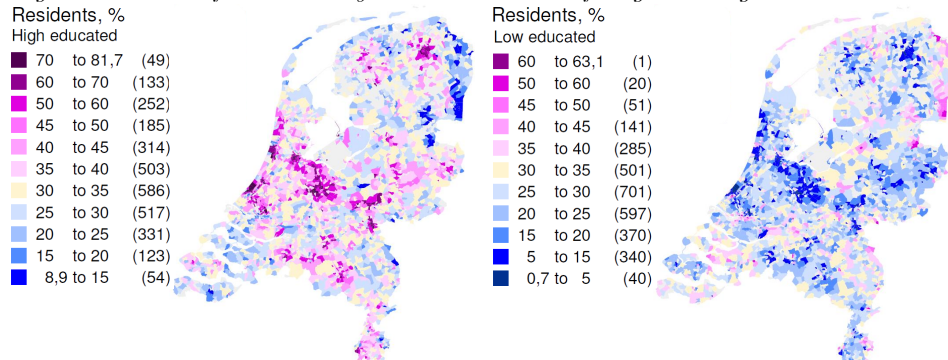 Residents, %
High educated
70 to 81,7 (49)
60 to 70 (133)
50 to 60 (252)
45 to 50 (185)
40 to 45 (314)
35 to 40 (503)
30 to 35 (586)
25 to 30 (517)
20 to 25 (331)
15 to 20 (123)
8,9 to 15 (54)
Residents, %
Low educated
60 to 63,1 (1)
50 to 60 (20)
45 to 50 (51)
40 to 45 (141)
35 to 40 (285)
30 to 35 (501)
25 to 30 (701)
20 to 25 (597)
15 to 20 (370)
5 to 15 (340)
0,7 to 5 (40)